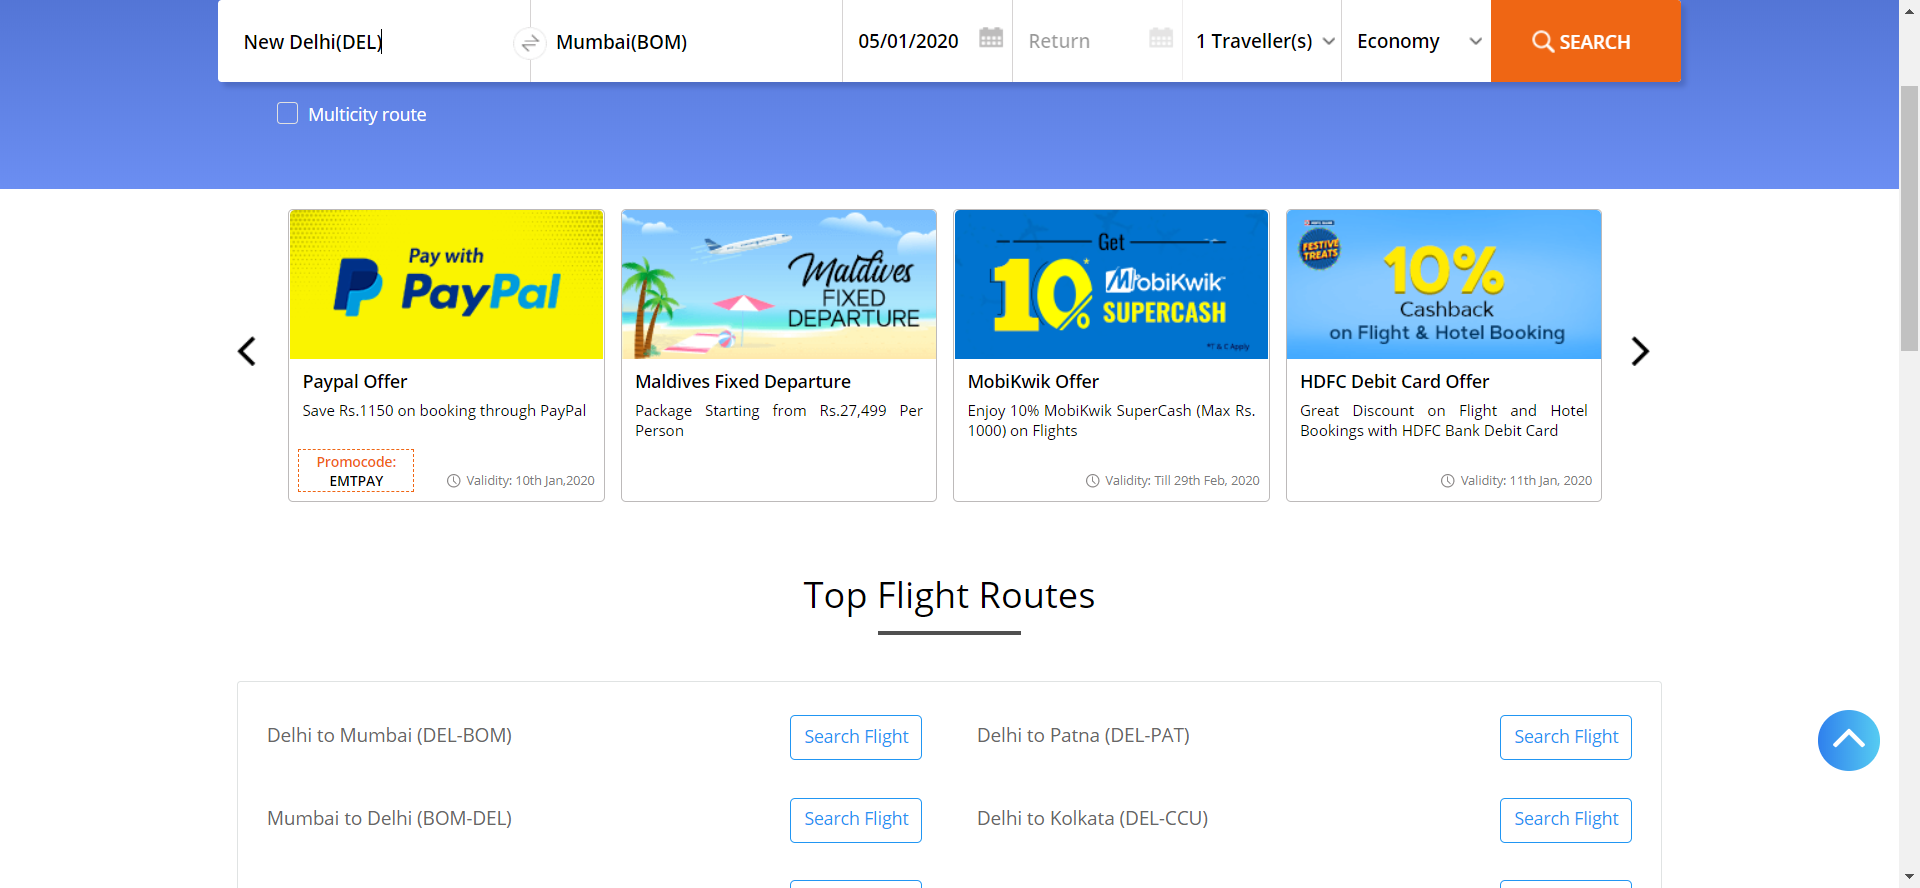 New Delhi(DEL)
Mumbai(BOM)
05/01/2020
Return
1 Traveller(s)
Economy
SEARCH
Multicity route
Pay with
PayPal
Paypal Offer
Save Rs.1150 on booking through PayPal
Promocode:
EMTPAY
Validity: 10th Jan,2020
Maldives
FIXED
DEPARTURE
Maldives Fixed Departure
Package Starting from Rs.27,499 Per
Person
Get
10%*
MobiKwik
SUPERCASH
*T & C Apply
MobiKwik Offer
Enjoy 10% MobiKwik SuperCash (Max Rs.
1000) on Flights
Validity: Till 29th Feb, 2020
FESTIVE
TREATS
10%
Cashback
on Flight & Hotel Booking
HDFC Debit Card Offer
Great Discount on Flight and Hotel
Bookings with HDFC Bank Debit Card
Validity: 11th Jan, 2020
Top Flight Routes
Delhi to Mumbai (DEL-BOM)
Search Flight
Delhi to Patna (DEL-PAT)
Search Flight
Mumbai to Delhi (BOM-DEL)
Search Flight
Delhi to Kolkata (DEL-CCU)
Search Flight